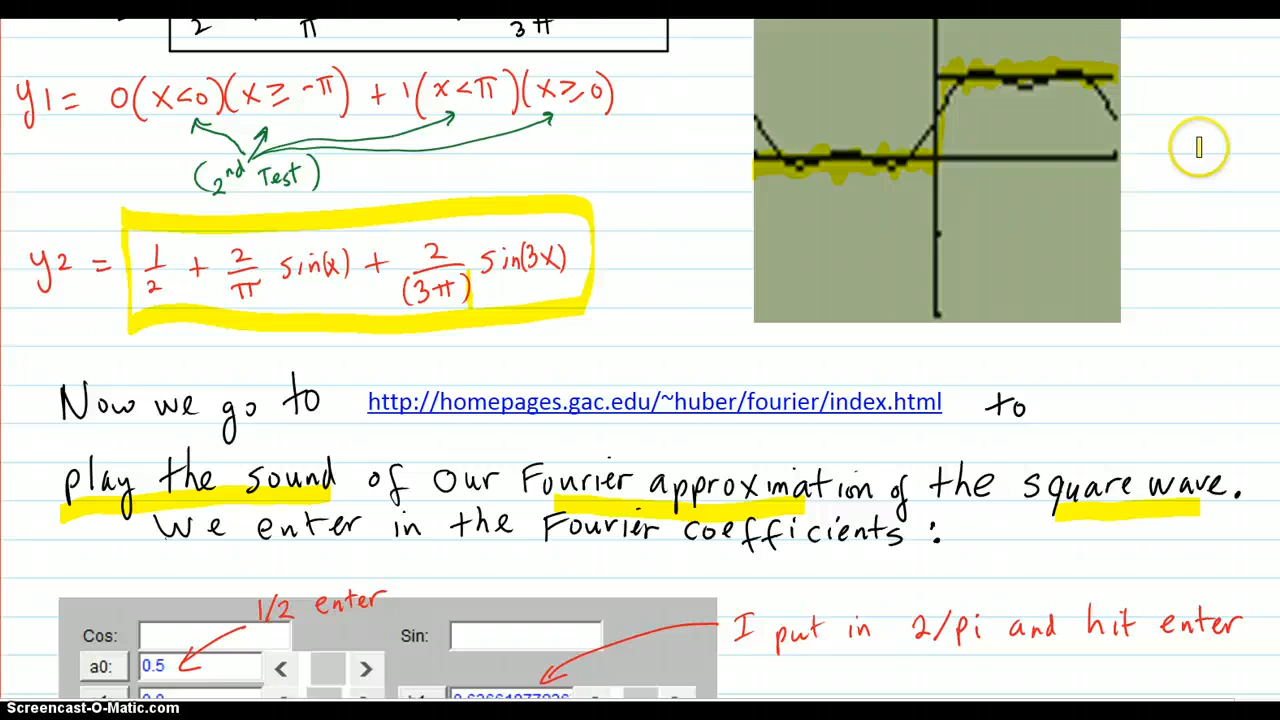 2 π 3π
y1 = 0(x<0)(x≥-π) + 1(x<π)(x≥0)
(2nd Test)
y2 = 1/2 + 2/π sin(x) + 2/(3π) sin(3x)
Now we go to http://homepages.gac.edu/~huber/fourier/index.html to
play the sound of our Fourier approximation of the square wave.
We enter in the Fourier coefficients :
1/2 enter
I put in 2/pi and hit enter
Cos: Sin:
a0: 0.5 < >
Screencast-O-Matic.com